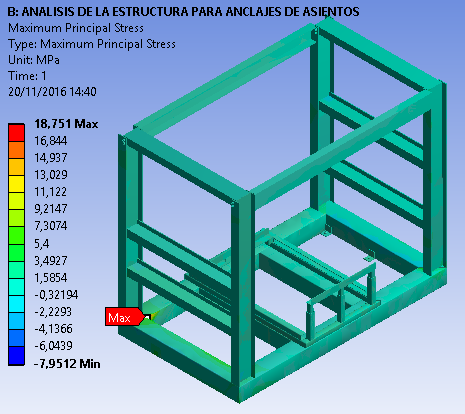 B: ANALISIS DE LA ESTRUCTURA PARA ANCLAJES DE ASIENTOS
Maximum Principal Stress
Type: Maximum Principal Stress
Unit: MPa
Time: 1
20/11/2016 14:40
18,751 Max
16,844
14,937
13,029
11,122
9,2147
7,3074
5,4
3,4927
1,5854
-0,32194
-2,2293
-4,1366
-6,0439
-7,9512 Min
Max